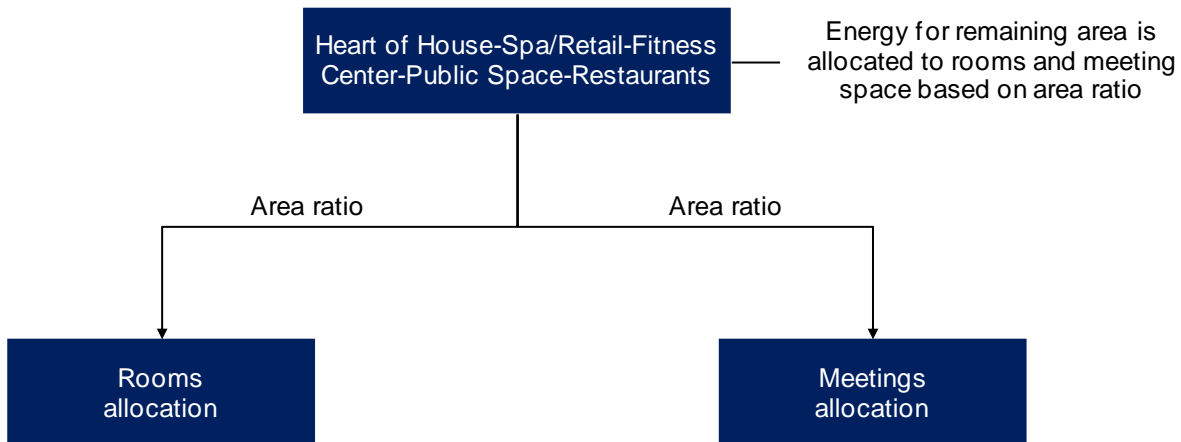 Heart of House-Spa/Retail-Fitness
Center-Public Space-Restaurants
Energy for remaining area is
allocated to rooms and meeting
space based on area ratio
Area ratio
Area ratio
Rooms
allocation
Meetings
allocation